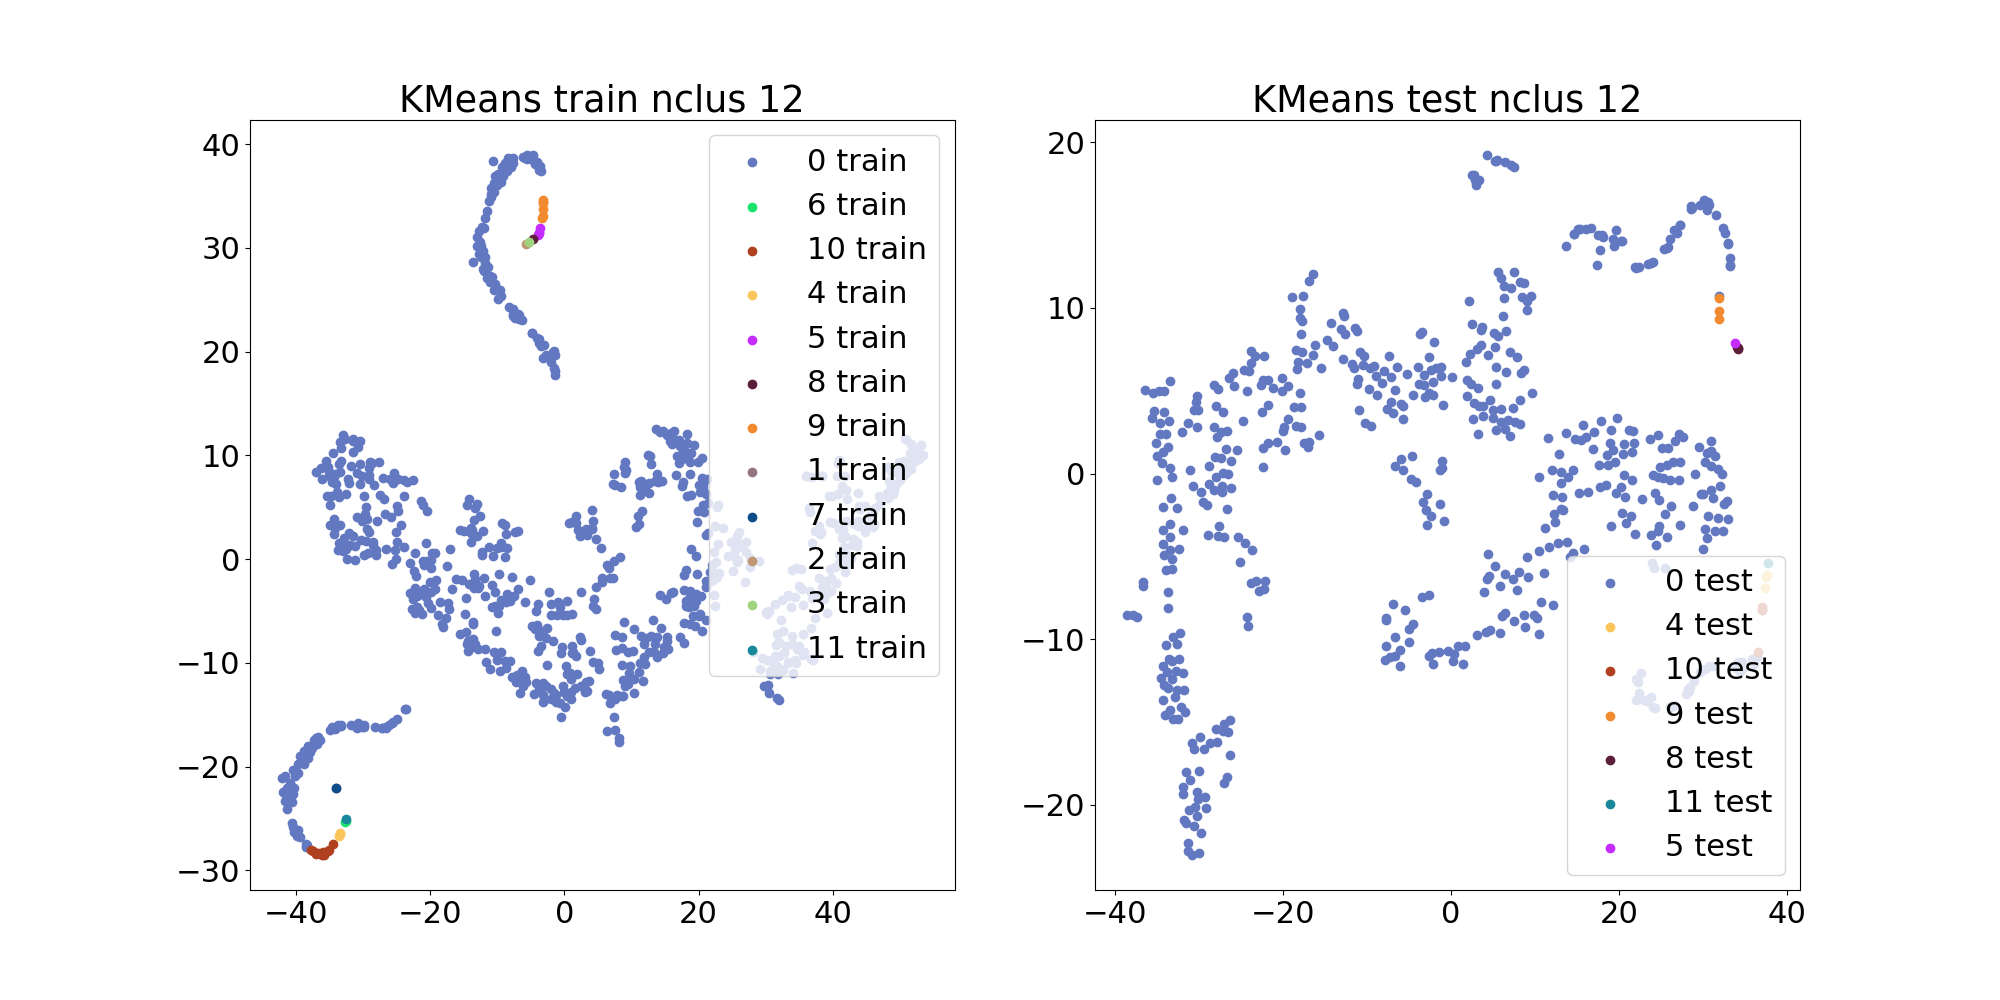 KMeans train nclus 12
40
30
20
10
0
−10
−20
−30
−40
−20
0
20
40
0 train
6 train
10 train
4 train
5 train
8 train
9 train
1 train
7 train
2 train
3 train
11 train
KMeans test nclus 12
20
10
0
−10
−20
−40
−20
0
20
40
0 test
4 test
10 test
9 test
8 test
11 test
5 test